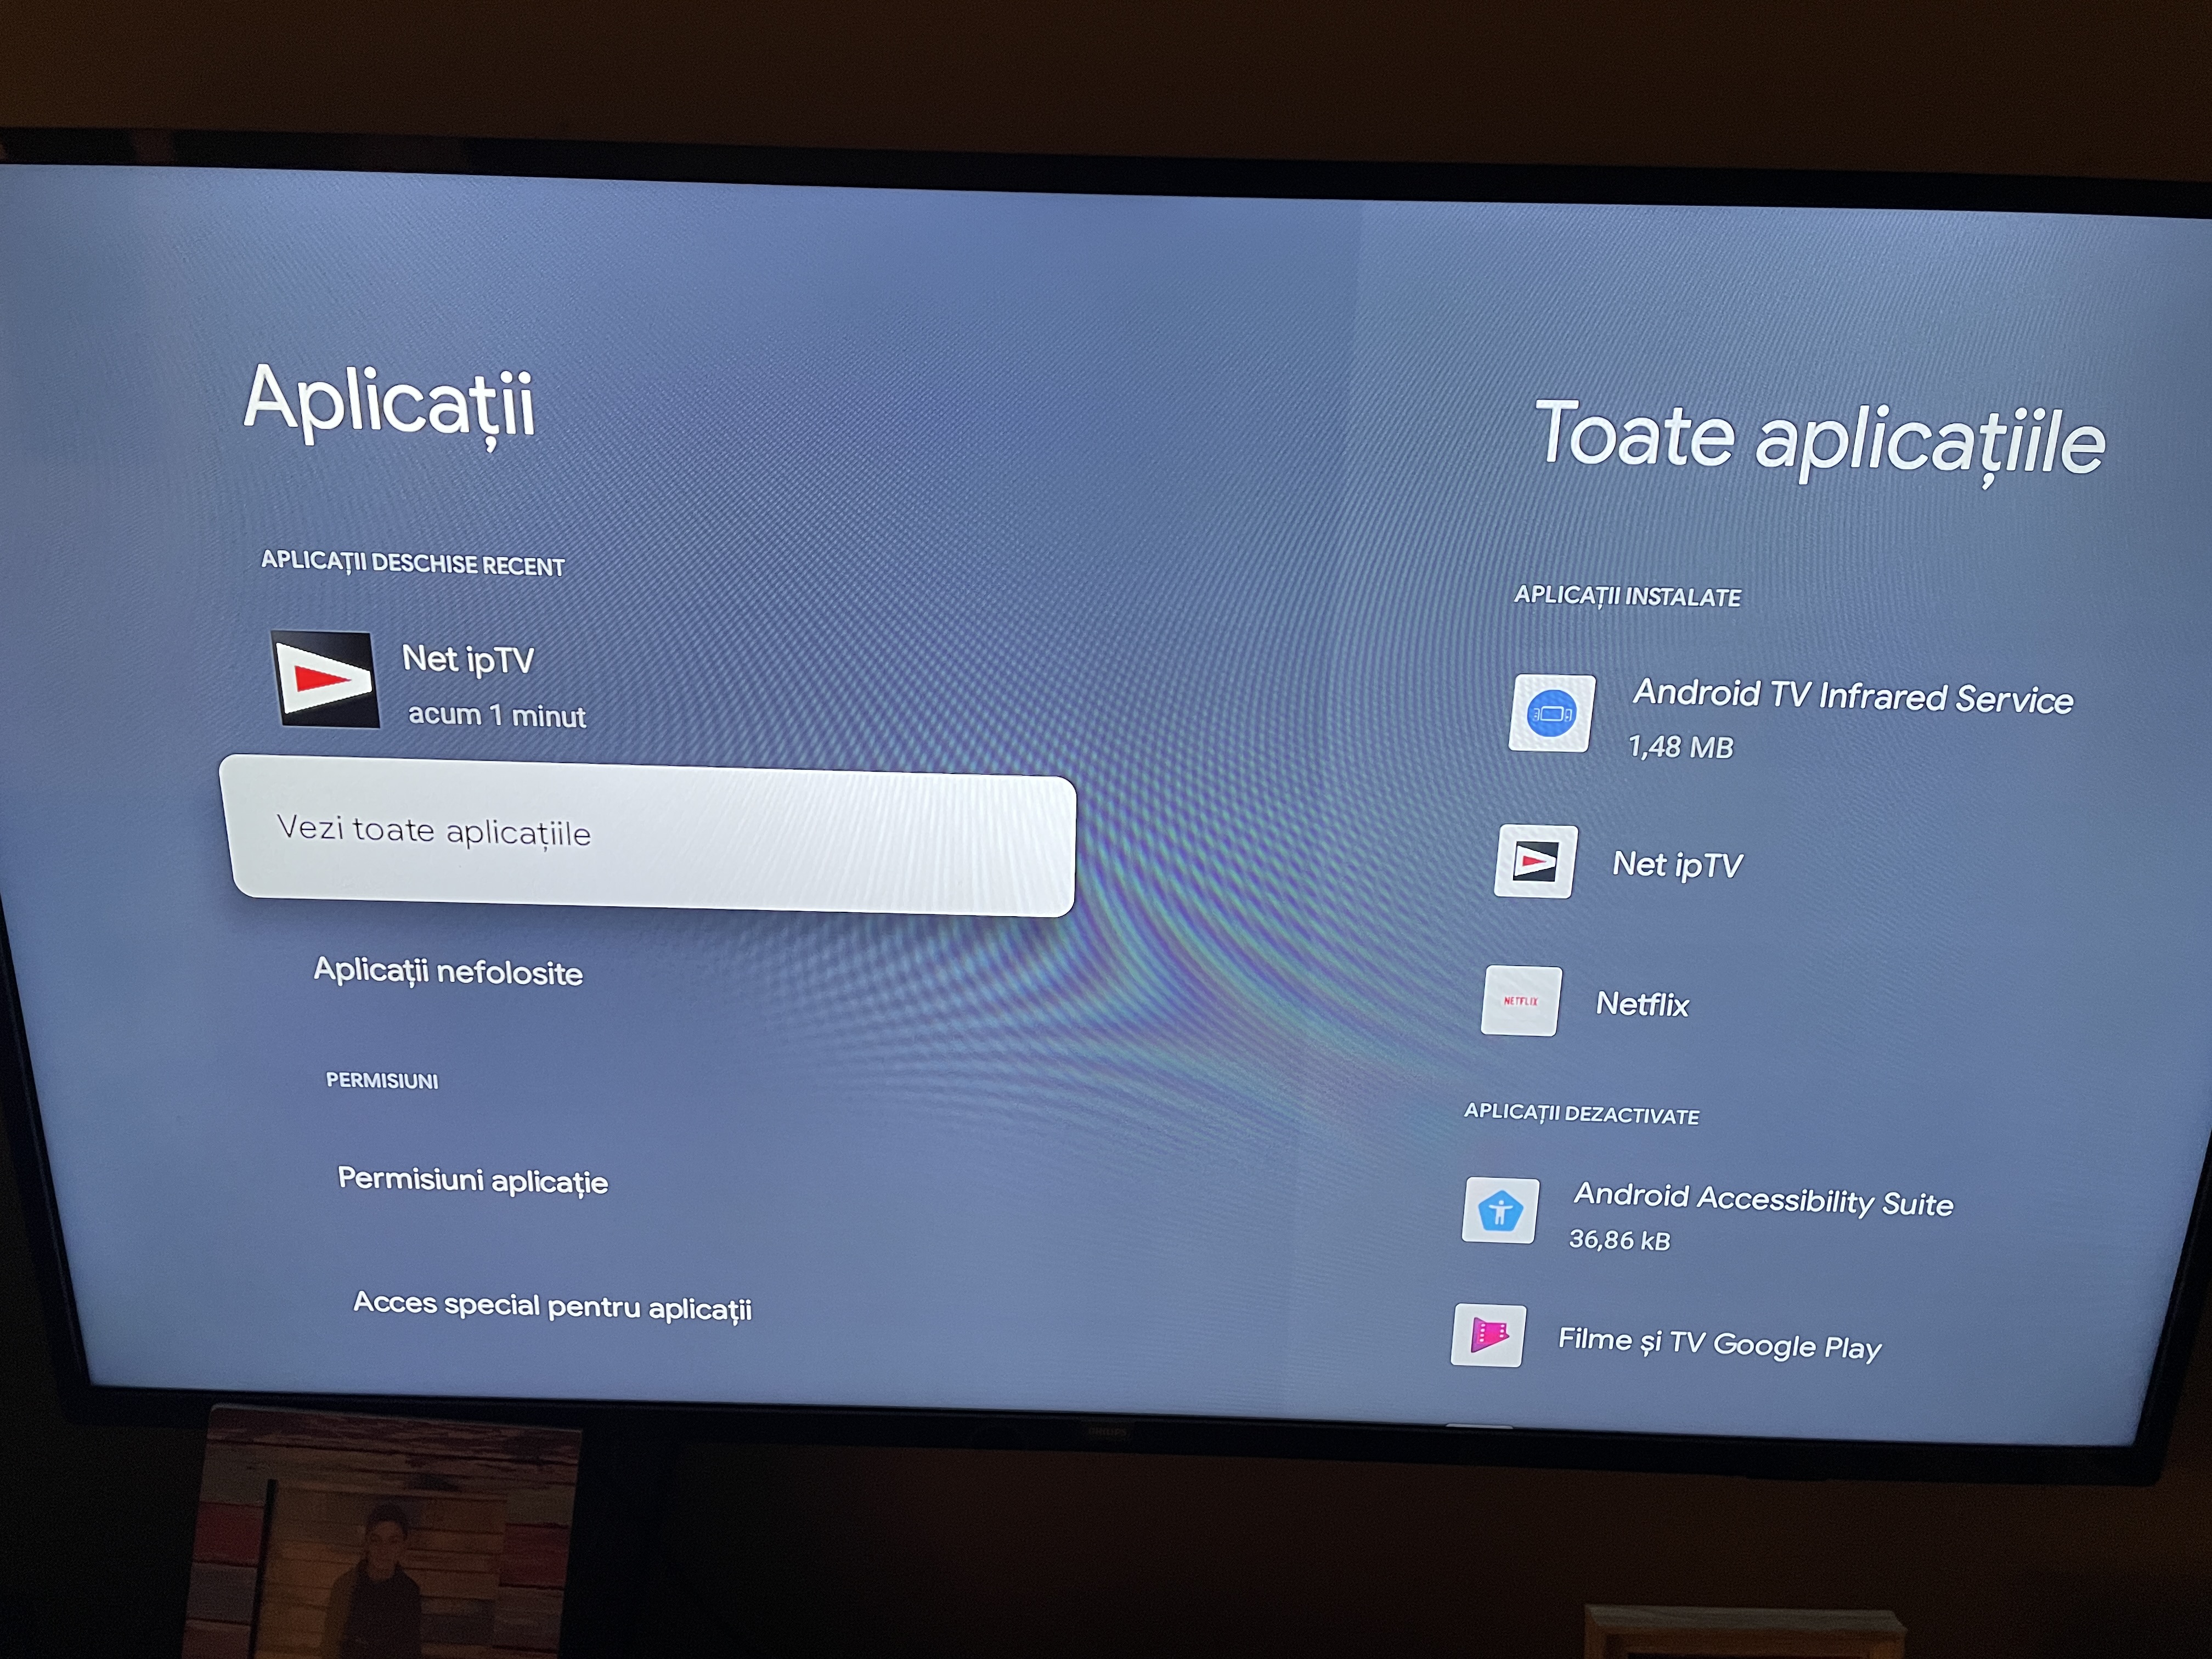 Aplicații
APLICAȚII DESCHISE RECENT
Net ipTV
acum 1 minut
Vezi toate aplicațiile
Aplicații nefolosite
PERMISIUNI
Permisiuni aplicație
Acces special pentru aplicații
Toate aplicațiile
APLICAȚII INSTALATE
Android TV Infrared Service
1,48 MB
Net ipTV
NETFLIX
Netflix
APLICAȚII DEZACTIVATE
Android Accessibility Suite
36,86 kB
Filme și TV Google Play
PHILIPS